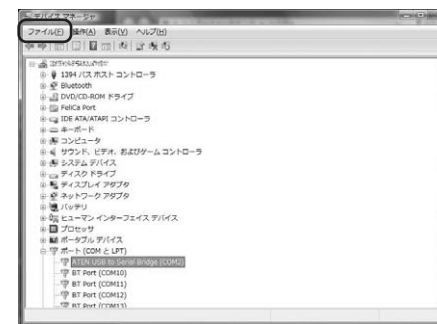 デバイス マネージャ
ファイル(F) 操作(A) 表示(V) ヘルプ(H)
1394 バス ホスト コントローラ
Bluetooth
DVD/CD-ROM ドライブ
FeliCa Port
IDE ATA/ATAPI コントローラ
キーボード
コンピュータ
サウンド、ビデオ、およびゲーム コントローラ
システム デバイス
ディスク ドライブ
ディスプレイ アダプタ
ネットワーク アダプタ
バッテリ
ヒューマン インターフェイス デバイス
プロセッサ
ポータブル デバイス
ポート (COM と LPT)
ATEN USB to Serial Bridge (COM2)
BT Port (COM10)
BT Port (COM11)
BT Port (COM12)
BT Port (COM13)